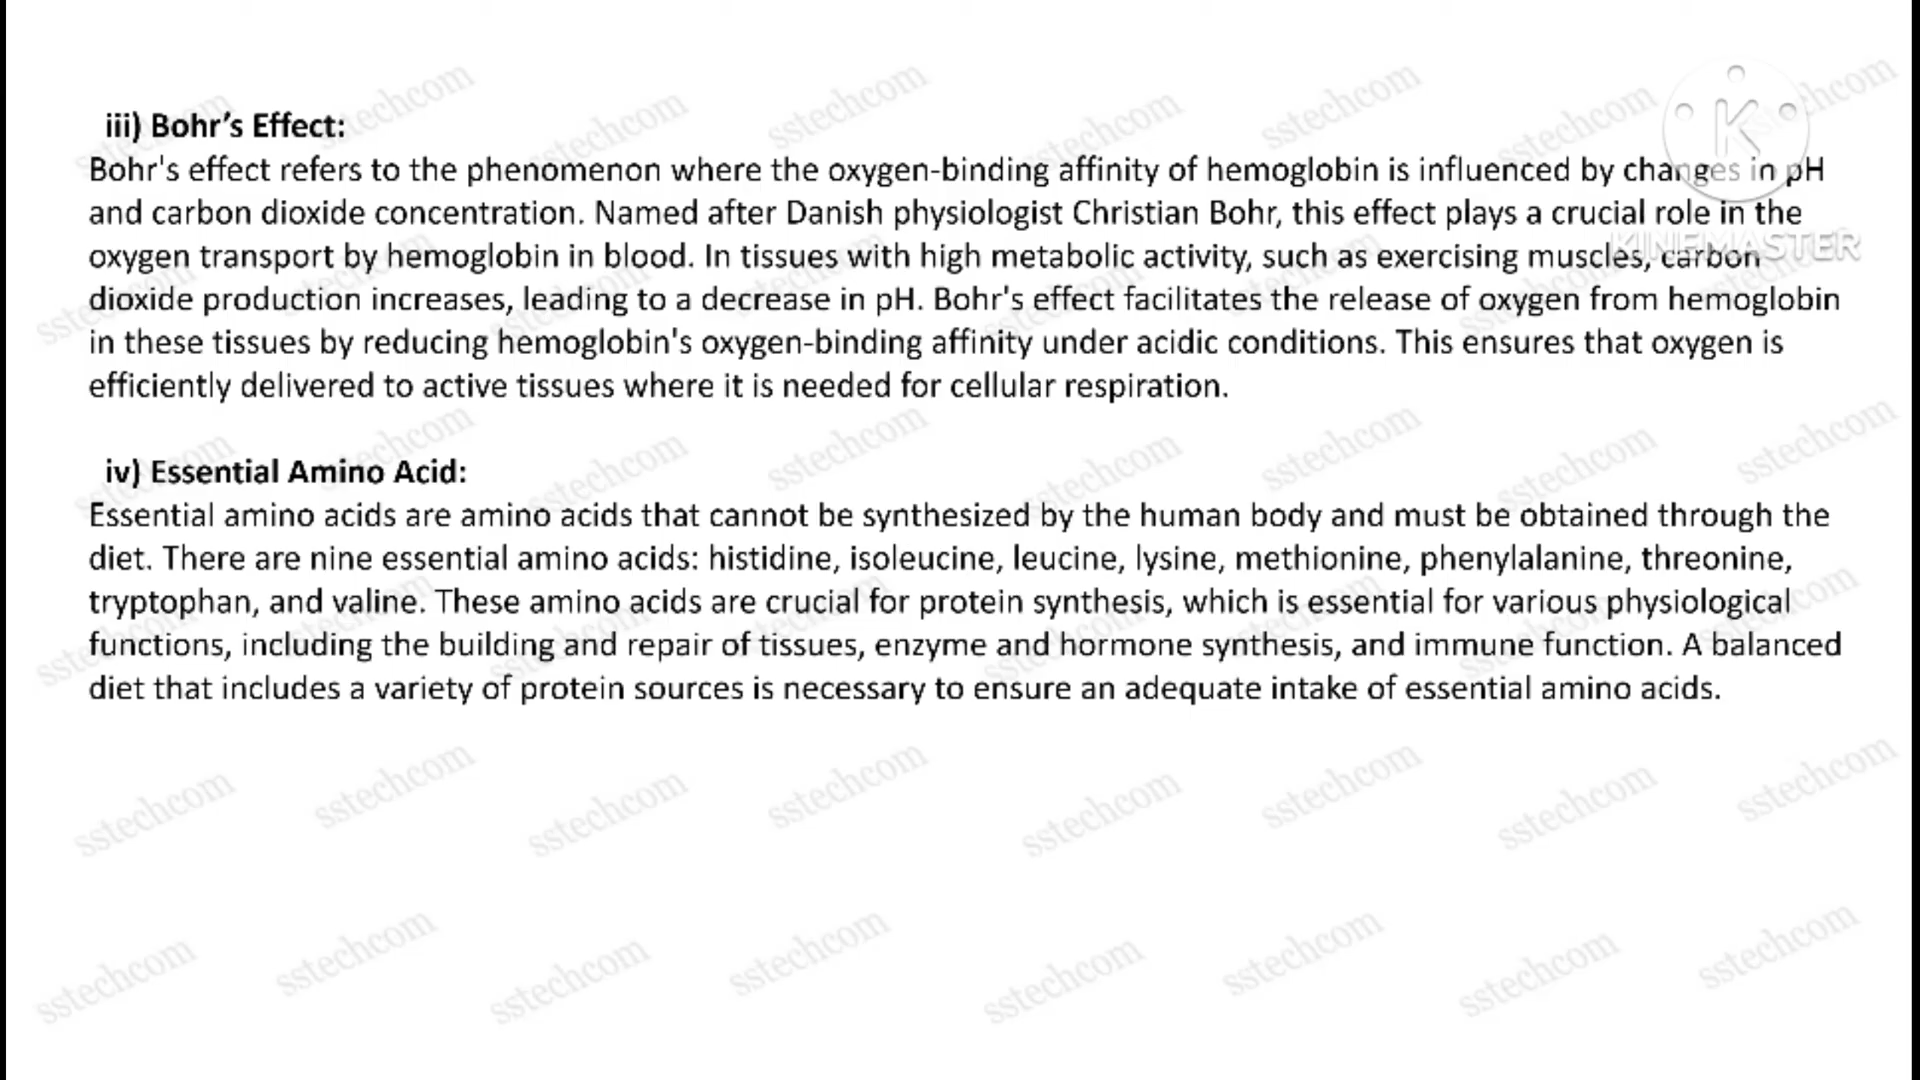 iii) Bohr’s Effect:
Bohr's effect refers to the phenomenon where the oxygen-binding affinity of hemoglobin is influenced by changes in pH
and carbon dioxide concentration. Named after Danish physiologist Christian Bohr, this effect plays a crucial role in the
oxygen transport by hemoglobin in blood. In tissues with high metabolic activity, such as exercising muscles, carbon
dioxide production increases, leading to a decrease in pH. Bohr's effect facilitates the release of oxygen from hemoglobin
in these tissues by reducing hemoglobin's oxygen-binding affinity under acidic conditions. This ensures that oxygen is
efficiently delivered to active tissues where it is needed for cellular respiration.
iv) Essential Amino Acid:
Essential amino acids are amino acids that cannot be synthesized by the human body and must be obtained through the
diet. There are nine essential amino acids: histidine, isoleucine, leucine, lysine, methionine, phenylalanine, threonine,
tryptophan, and valine. These amino acids are crucial for protein synthesis, which is essential for various physiological
functions, including the building and repair of tissues, enzyme and hormone synthesis, and immune function. A balanced
diet that includes a variety of protein sources is necessary to ensure an adequate intake of essential amino acids.
K
KINEMASTER
sstechcom